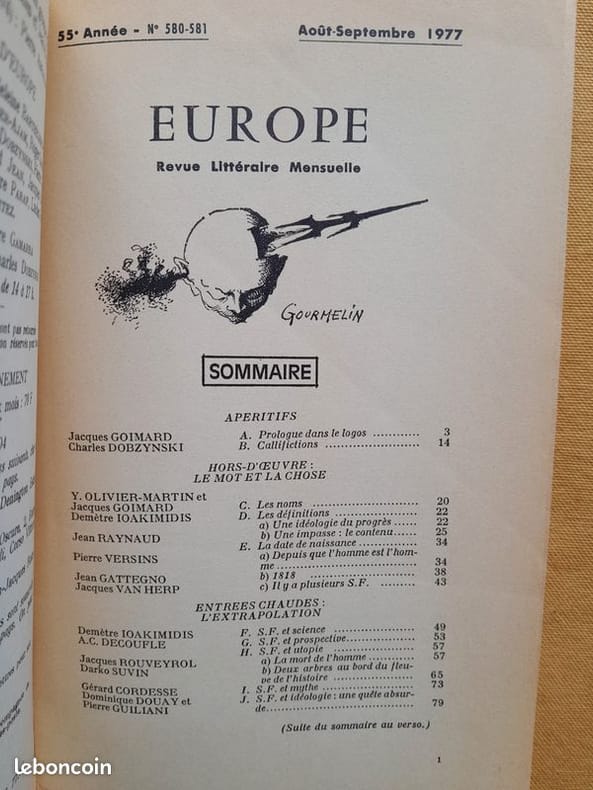 55e Année - N° 580-581
Août-Septembre 1977
EUROPE
Revue Littéraire Mensuelle
GOURMELIN
SOMMAIRE
APERITIFS
Jacques GOIMARD A. Prologue dans le logos ............ 3
Charles DOBZYNSKI B. Callifictions ............ 14
HORS-D'ŒUVRE :
LE MOT ET LA CHOSE
Y. OLIVIER-MARTIN et
Jacques GOIMARD C. Les noms ............ 20
Demètre IOAKIMIDIS D. Les définitions ............ 22
a) Une idéologie du progrès ...... 22
Jean RAYNAUD b) Une impasse : le contenu...... 25
E. La date de naissance ............ 34
Pierre VERSINS a) Depuis que l'homme est l'hom-
me ............ 34
Jean GATTEGNO b) 1818 ............ 38
Jacques VAN HERP c) Il y a plusieurs S.F. ......... 43
ENTREES CHAUDES :
L'EXTRAPOLATION
Demètre IOAKIMIDIS F. S.F. et science ............ 49
A.C. DECOUFLE G. S.F. et prospective............ 53
H. S.F. et utopie ............ 57
Jacques ROUVEYROL a) La mort de l'homme ............ 57
Darko SUVIN b) Deux arbres au bord du fleu-
ve de l'histoire ............ 65
Gérard CORDESSE I. S.F. et mythe ............ 73
Dominique DOUAY et J. S.F. et idéologie : une quête absur-
Pierre GUILIANI de............ 79
(Suite du sommaire au verso.)
1
leboncoin